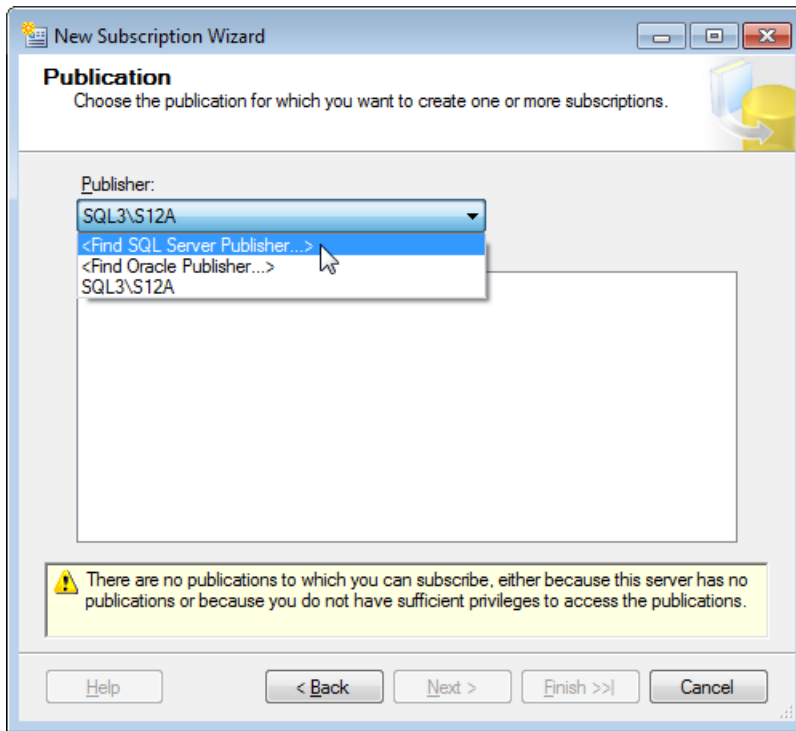 New Subscription Wizard
Publication
Choose the publication for which you want to create one or more subscriptions.
Publisher:
SQL3\S12A
<Find SQL Server Publisher...>
<Find Oracle Publisher...>
SQL3\S12A
There are no publications to which you can subscribe, either because this server has no
publications or because you do not have sufficient privileges to access the publications.
Help
< Back
Next >
Finish >>|
Cancel